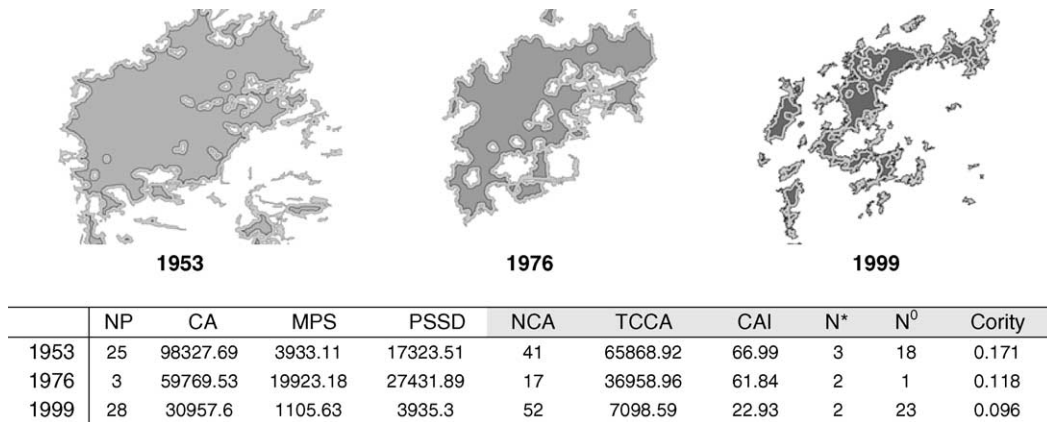 1953 1976 1999
NP CA MPS PSSD NCA TCCA CAI N* N⁰ Cority
1953 25 98327.69 3933.11 17323.51 41 65868.92 66.99 3 18 0.171
1976 3 59769.53 19923.18 27431.89 17 36958.96 61.84 2 1 0.118
1999 28 30957.6 1105.63 3935.3 52 7098.59 22.93 2 23 0.096